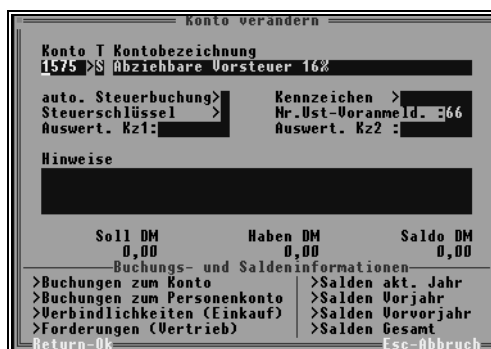 Konto verändern
Konto T Kontobezeichnung
1575 >S Abziehbare Vorsteuer 16%
auto. Steuerbuchung> Kennzeichen >
Steuerschlüssel > Nr.Ust-Voranmeld. :66
Auswert. Kz1: Auswert. Kz2 :
Hinweise
Soll DM Haben DM Saldo DM
0,00 0,00 0,00
Buchungs- und Saldeninformationen
>Buchungen zum Konto >Salden akt. Jahr
>Buchungen zum Personenkonto >Salden Vorjahr
>Verbindlichkeiten (Einkauf) >Salden Vorvorjahr
>Forderungen (Vertrieb) >Salden Gesamt
Return-Ok Esc-Abbruch